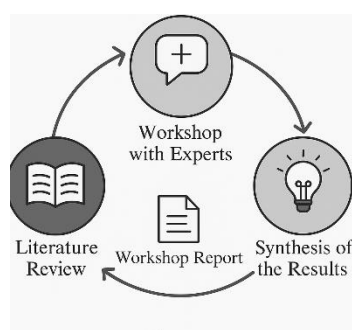 Workshop
with Experts
Literature
Review
Workshop Report
Synthesis of
the Results